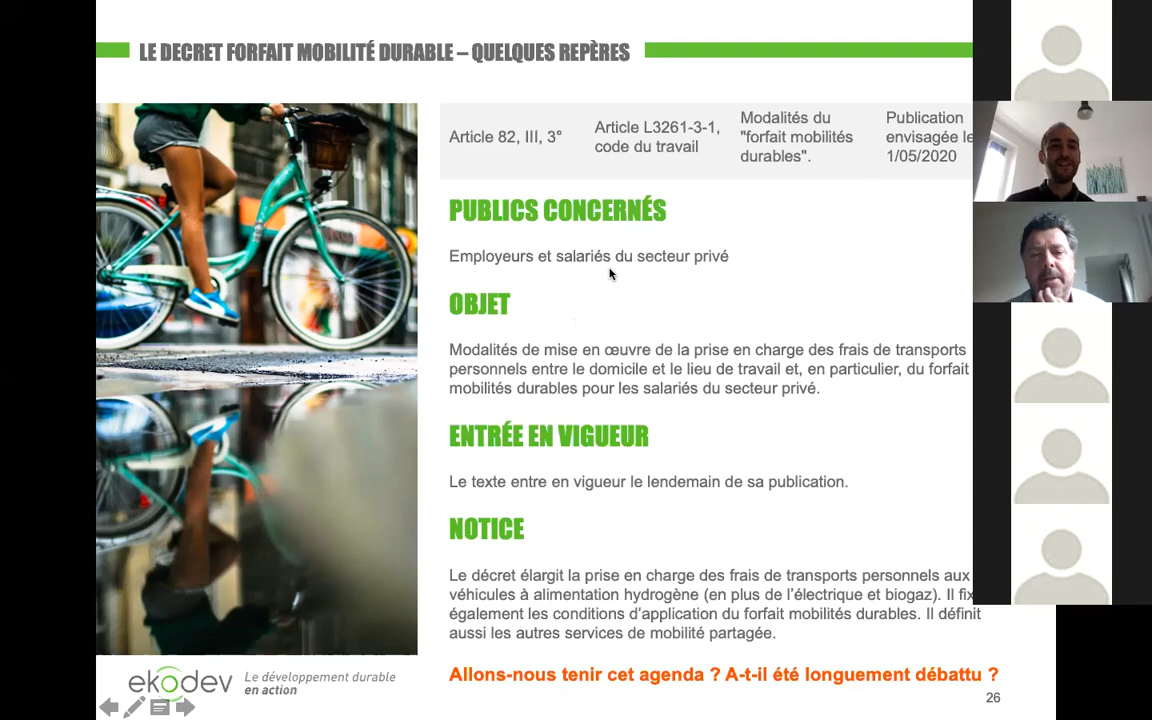 LE DECRET FORFAIT MOBILITÉ DURABLE – QUELQUES REPÈRES
Article 82, III, 3°
Article L3261-3-1,
code du travail
Modalités du
"forfait mobilités
durables".
Publication
envisagée le
1/05/2020
PUBLICS CONCERNÉS
Employeurs et salariés du secteur privé
OBJET
Modalités de mise en œuvre de la prise en charge des frais de transports
personnels entre le domicile et le lieu de travail et, en particulier, du forfait
mobilités durables pour les salariés du secteur privé.
ENTRÉE EN VIGUEUR
Le texte entre en vigueur le lendemain de sa publication.
NOTICE
Le décret élargit la prise en charge des frais de transports personnels aux
véhicules à alimentation hydrogène (en plus de l'électrique et biogaz). Il
également les conditions d'application du forfait mobilités durables. Il définit
aussi les autres services de mobilité partagée.
Allons-nous tenir cet agenda ? A-t-il été longuement débattu ?
ekodev
Le développement durable
en action
26